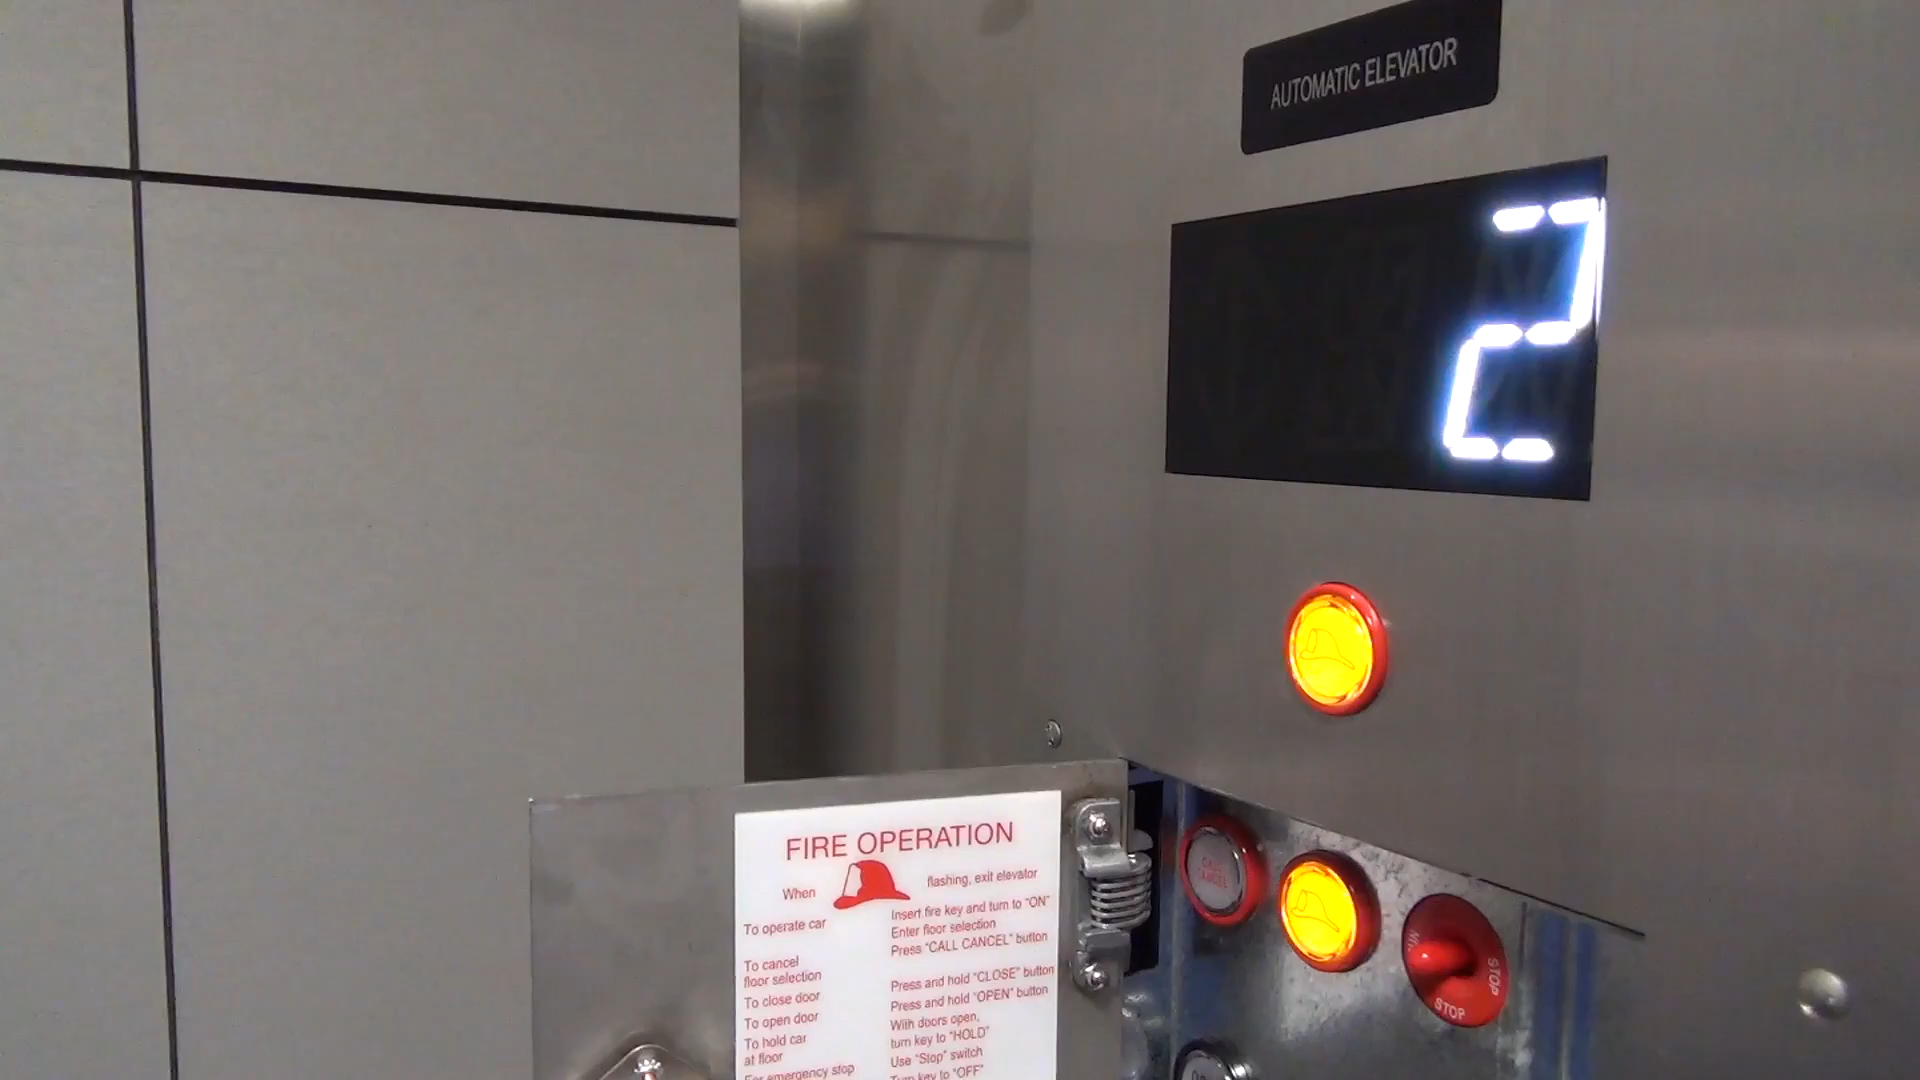 AUTOMATIC ELEVATOR
2
FIRE OPERATION
When flashing, exit elevator
To operate car
Insert fire key and turn to "ON"
Enter floor selection
Press "CALL CANCEL" button
To cancel
floor selection
Press and hold "CLOSE" button
To close door
Press and hold "OPEN" button
To open door
With doors open,
turn key to "HOLD"
To hold car
at floor
Use "Stop" switch
For emergency stop
Turn key to "OFF"
CALL
CANCEL
STOP
STOP